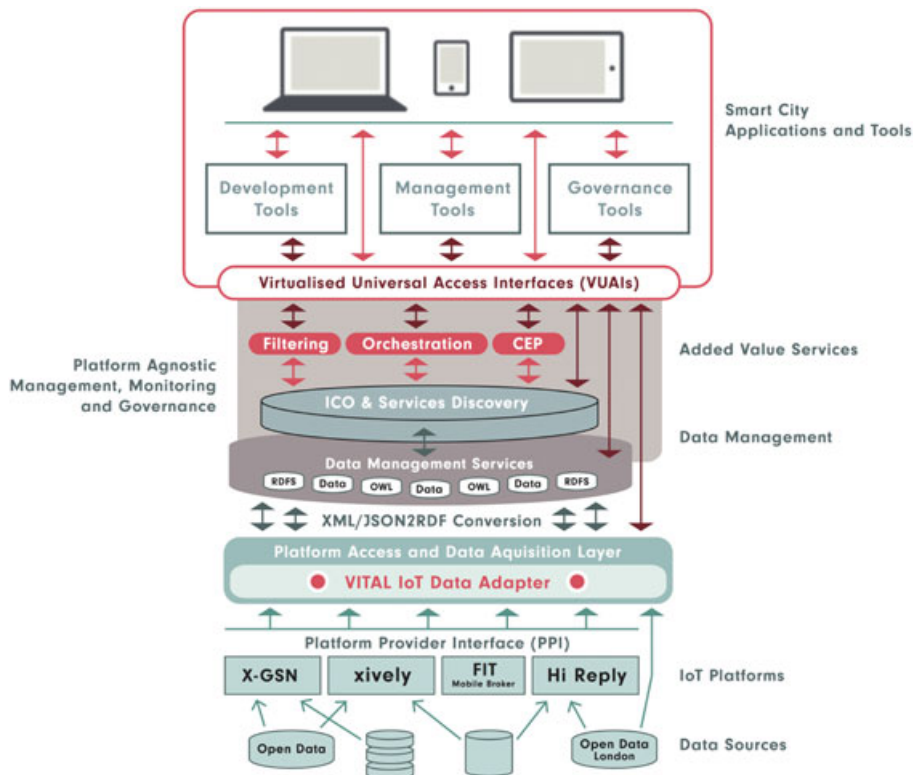 Smart City
Applications and Tools
Development
Tools
Management
Tools
Governance
Tools
Virtualised Universal Access Interfaces (VUAIs)
Filtering
Orchestration
CEP
Added Value Services
Platform Agnostic
Management, Monitoring
and Governance
ICO & Services Discovery
Data Management
Data Management Services
RDFS
Data
OWL
Data
OWL
Data
RDFS
XML/JSON2RDF Conversion
Platform Access and Data Aquisition Layer
VITAL IoT Data Adapter
Platform Provider Interface (PPI)
X-GSN
xively
FIT
Mobile Broker
Hi Reply
IoT Platforms
Open Data
Open Data
London
Data Sources